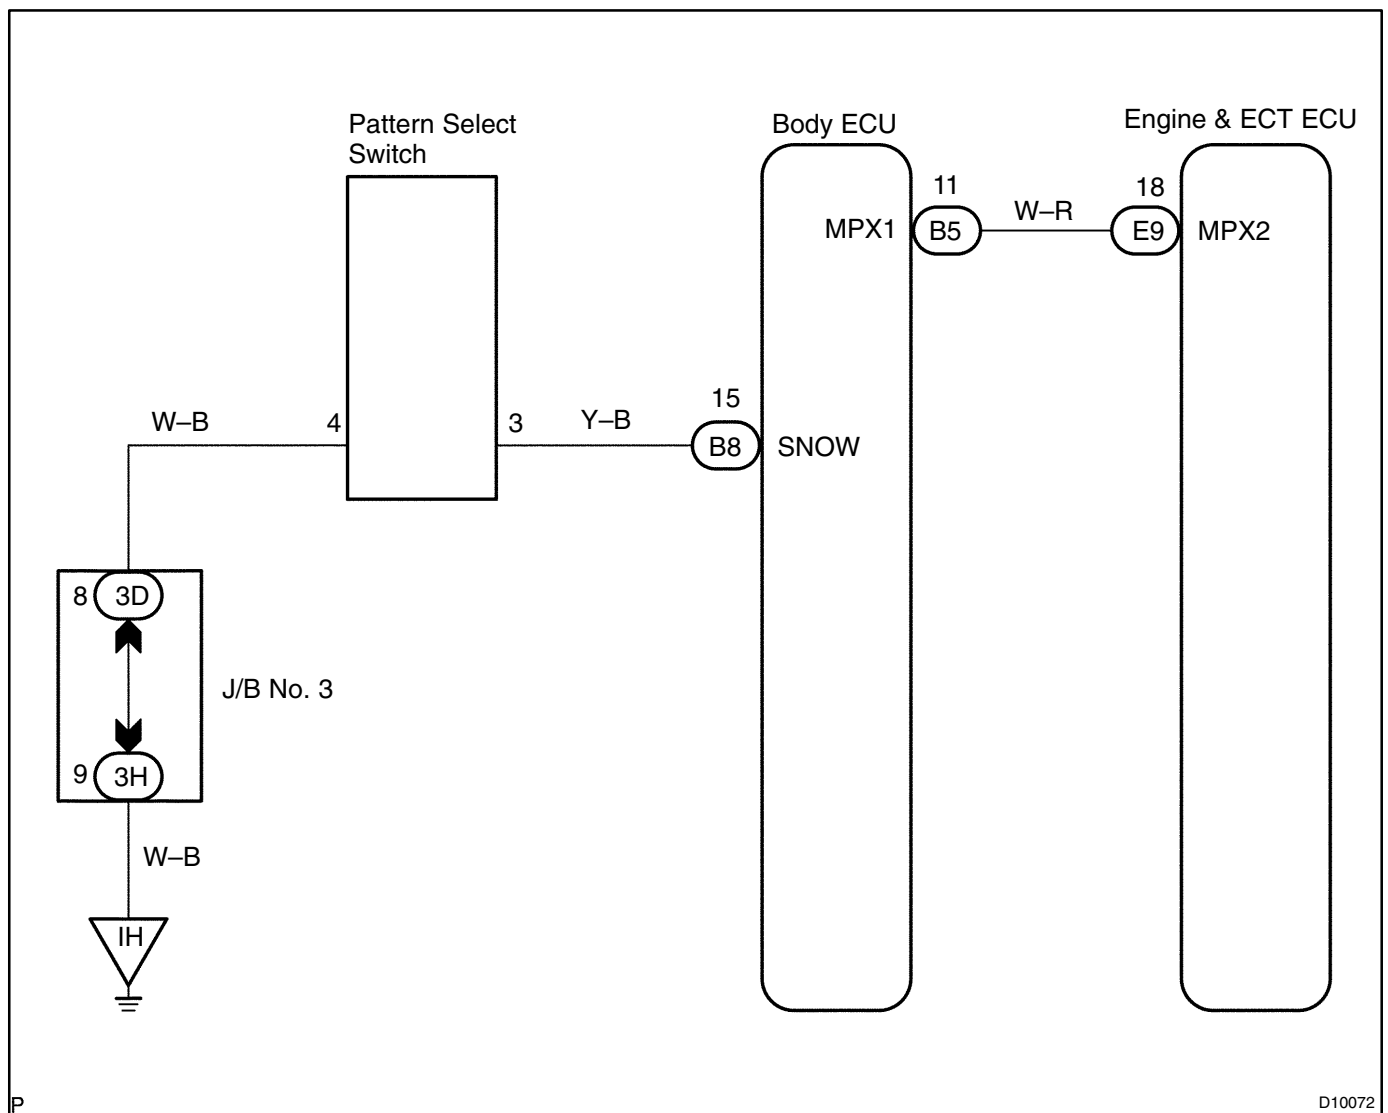 Pattern Select
Switch
Body ECU
Engine & ECT ECU
11
18
W–R
MPX1
B5
E9
MPX2
15
W–B
4
3
Y–B
B8
SNOW
8
3D
J/B No. 3
9
3H
W–B
IH
P
D10072